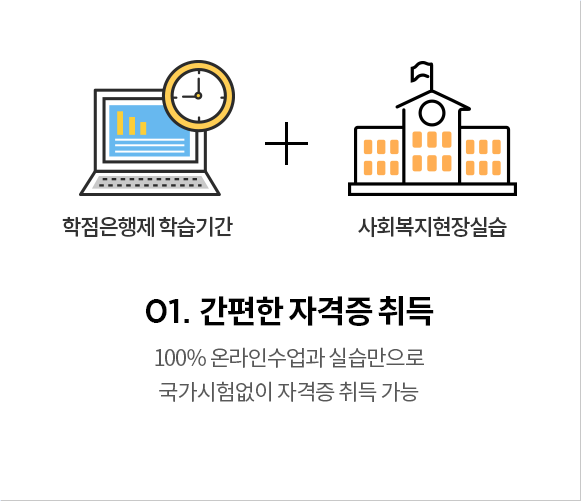 학점은행제 학습기간
사회복지현장실습
01. 간편한 자격증 취득
100% 온라인수업과 실습만으로
국가시험없이 자격증 취득 가능